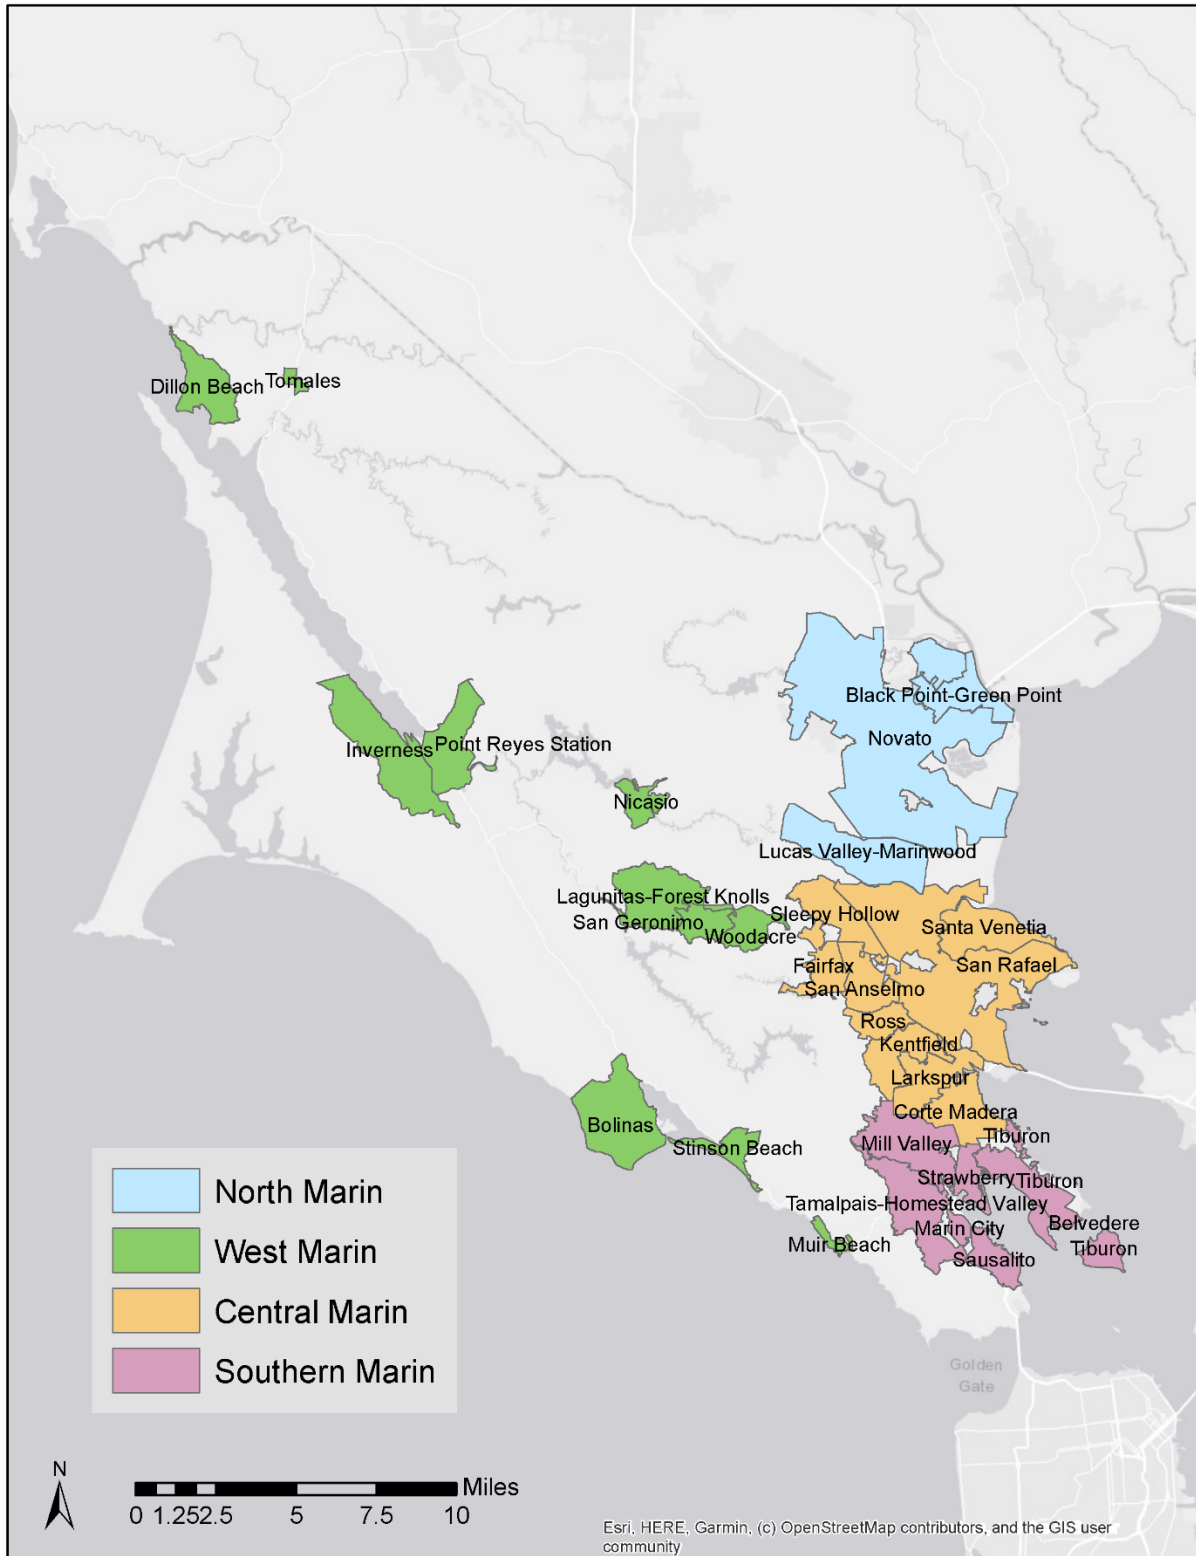 Dillon Beach
Tomales
Black Point-Green Point
Inverness
Point Reyes Station
Novato
Nicasio
Lucas Valley-Marinwood
Lagunitas-Forest Knolls
Sleepy Hollow
San Geronimo
Santa Venetia
Woodacre
Fairfax
San Rafael
San Anselmo
Ross
Kentfield
Larkspur
Corte Madera
Bolinas
Tiburon
Mill Valley
Stinson Beach
Strawberry
Tiburon
Tamalpais-Homestead Valley
Marin City
Belvedere
Muir Beach
Tiburon
Sausalito
North Marin
West Marin
Central Marin
Southern Marin
Golden
Gate
N
Miles
0 1.25 2.5 5 7.5 10
Esri, HERE, Garmin, (c) OpenStreetMap contributors, and the GIS user
community